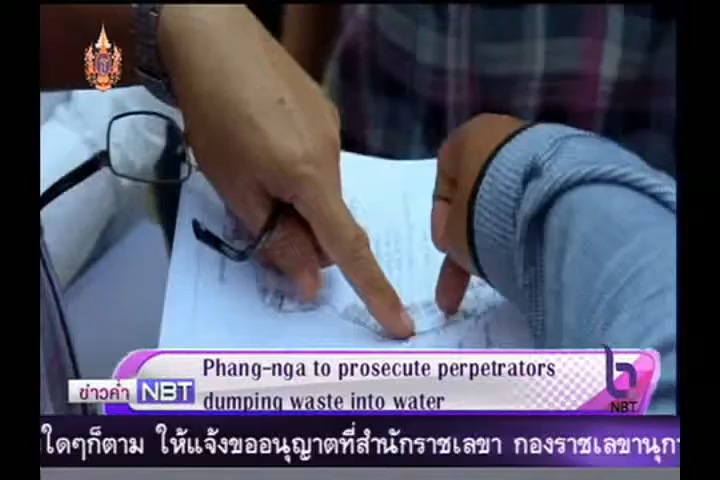 Phang-nga to prosecute perpetrators
ข่าวค่ำ NBT
dumping waste into water
NBT
ใดๆก็ตาม ให้แจ้งขออนุญาตที่สำนักราชเลขา กองราชเลขานุการ